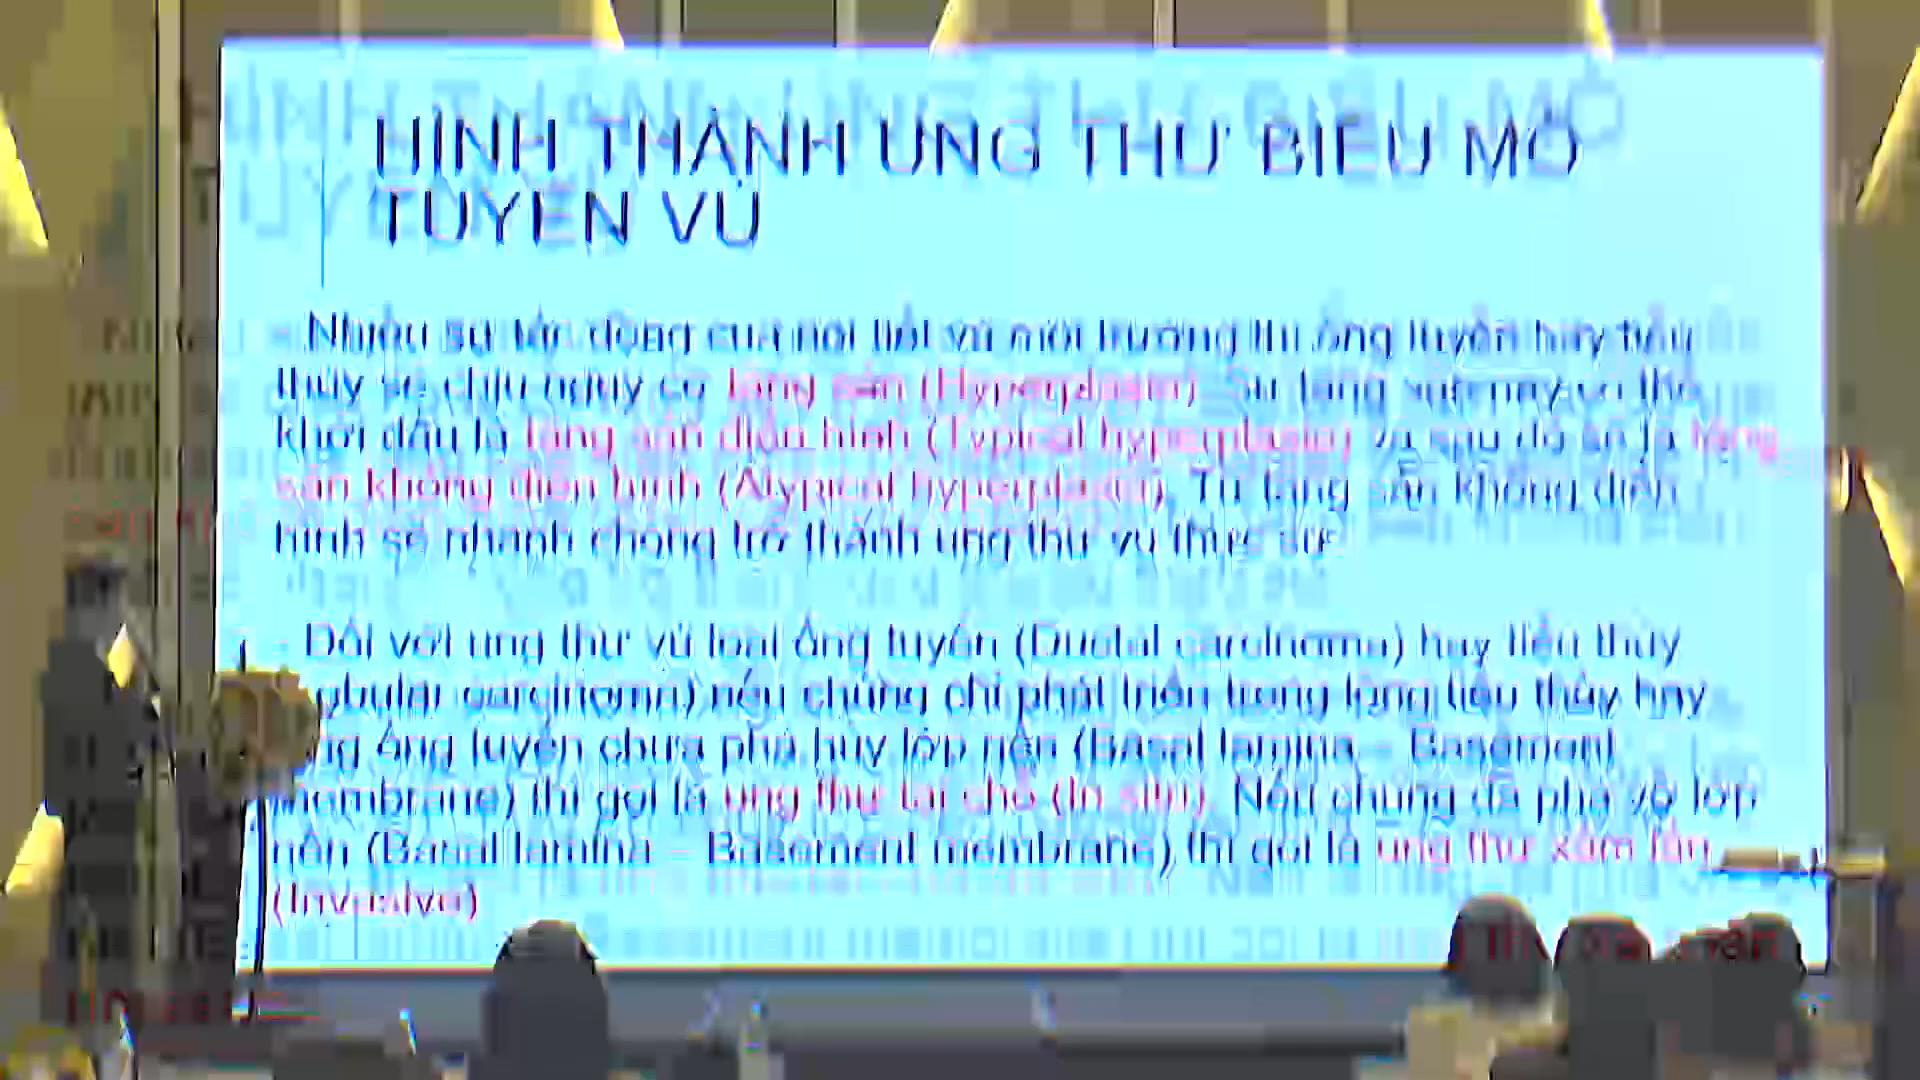 HÌNH THÀNH UNG THƯ BIỂU MÔ
TUYẾN VÚ
- Nhiều sự tác động của nội tiết và môi trường thì ống tuyến hay tiểu
thùy sẽ chịu nguy cơ tăng sản (Hyperplasia). Sự tăng sản này có thể
khởi đầu là tăng sản điển hình (Typical hyperplasia) và sau đó là tăng
sản không điển hình (Atypical hyperplasia). Từ tăng sản không điển
hình sẽ nhanh chóng trở thành ung thư vú thực sự.
- Đối với ung thư vú loại ống tuyến (Ductal carcinoma) hay tiểu thùy
lobular carcinoma) nếu chúng chỉ phát triển trong lòng tiểu thùy hay
ống tuyến chưa phá hủy lớp nền (Basal lamina – Basement
membrane) thì gọi là ung thư tại chỗ (In situ). Nếu chúng đã phá vỡ lớp
nền (Basal lamina – Basement membrane) thì gọi là ung thư xâm lấn
(Invasive)